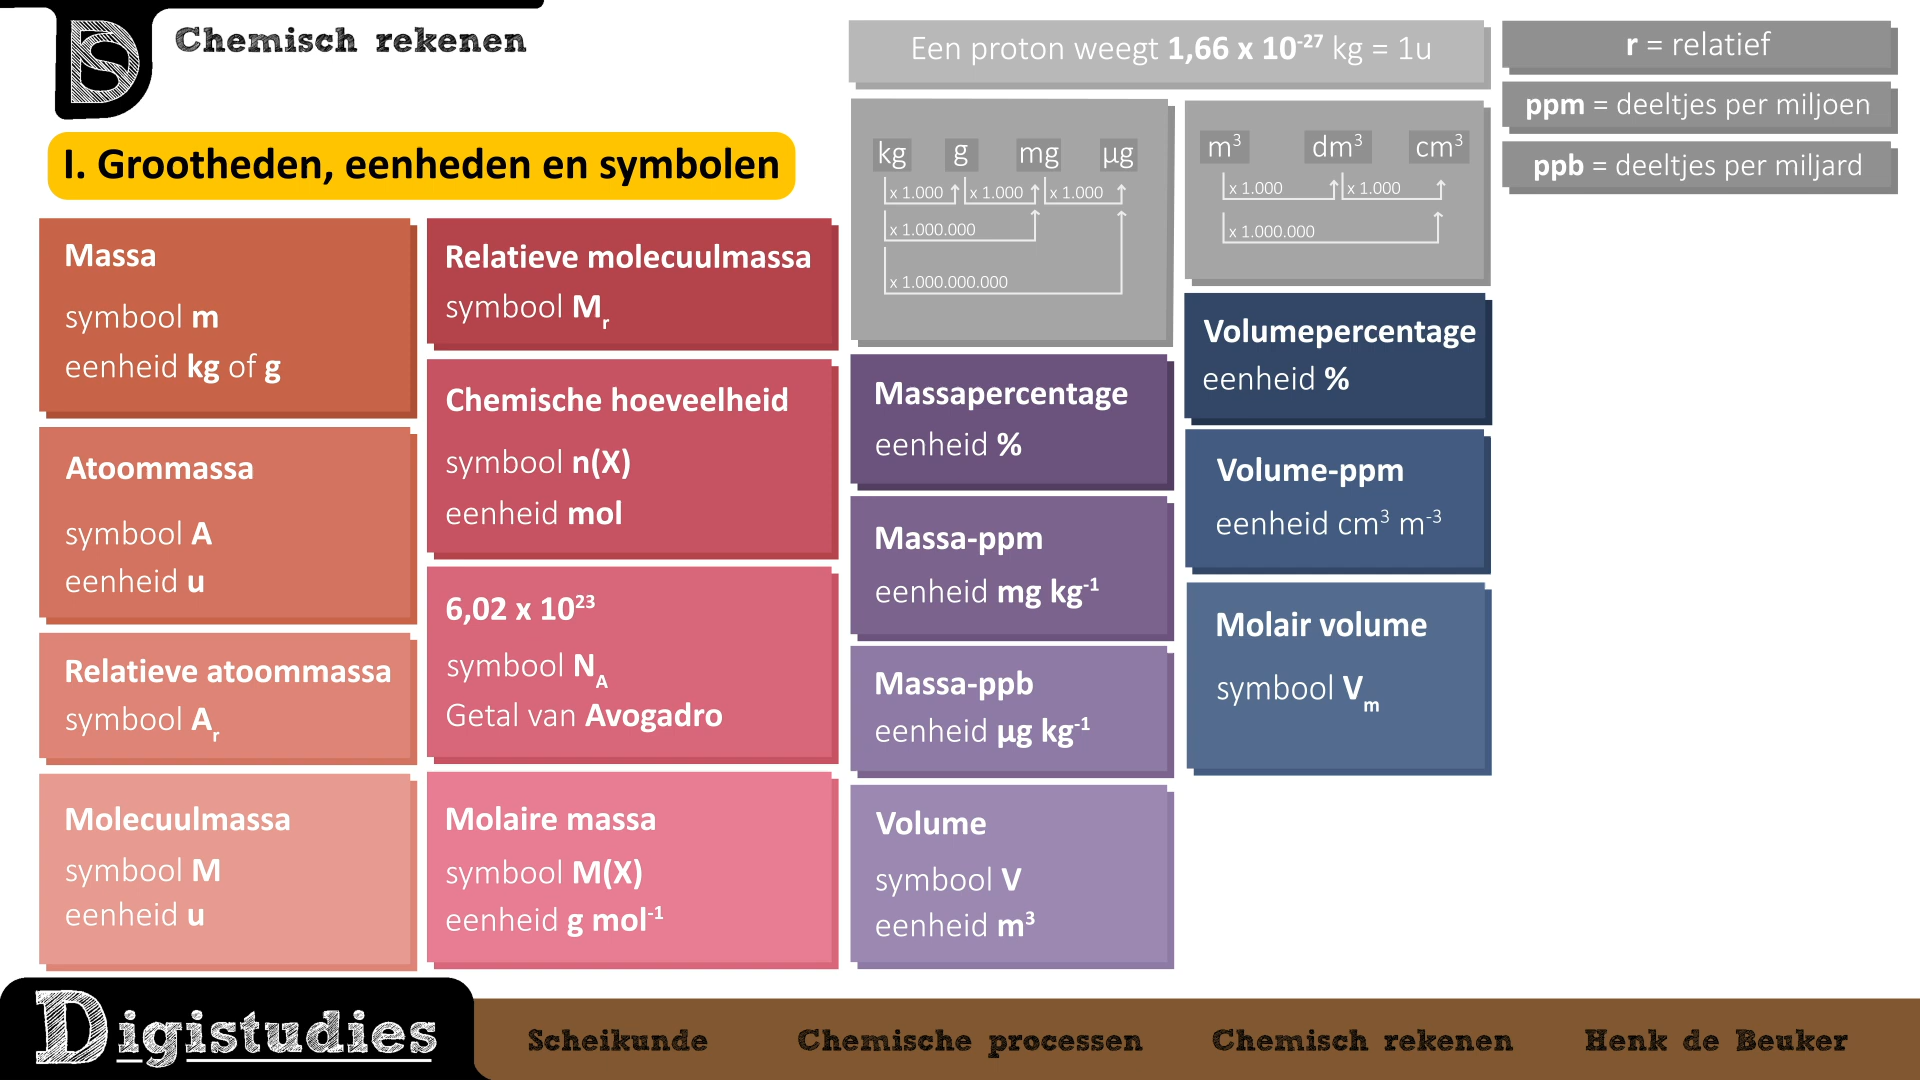 DS
Chemisch rekenen
I. Grootheden, eenheden en symbolen
Massa
symbool m
eenheid kg of g
Atoommassa
symbool A
eenheid u
Relatieve atoommassa
symbool Aᵣ
Molecuulmassa
symbool M
eenheid u
Relatieve molecuulmassa
symbool Mᵣ
Chemische hoeveelheid
symbool n(X)
eenheid mol
6,02 x 10²³
symbool N_A
Getal van Avogadro
Molaire massa
symbool M(X)
eenheid g mol⁻¹
Een proton weegt 1,66 x 10⁻²⁷ kg = 1u
kg g mg µg
x 1.000 x 1.000 x 1.000
x 1.000.000
x 1.000.000.000
Massapercentage
eenheid %
Massa-ppm
eenheid mg kg⁻¹
Massa-ppb
eenheid µg kg⁻¹
Volume
symbool V
eenheid m³
m³ dm³ cm³
x 1.000 x 1.000
x 1.000.000
Volumepercentage
eenheid %
Volume-ppm
eenheid cm³ m⁻³
Molair volume
symbool Vₘ
r = relatief
ppm = deeltjes per miljoen
ppb = deeltjes per miljard
Digistudies
Scheikunde Chemische processen Chemisch rekenen Henk de Beuker